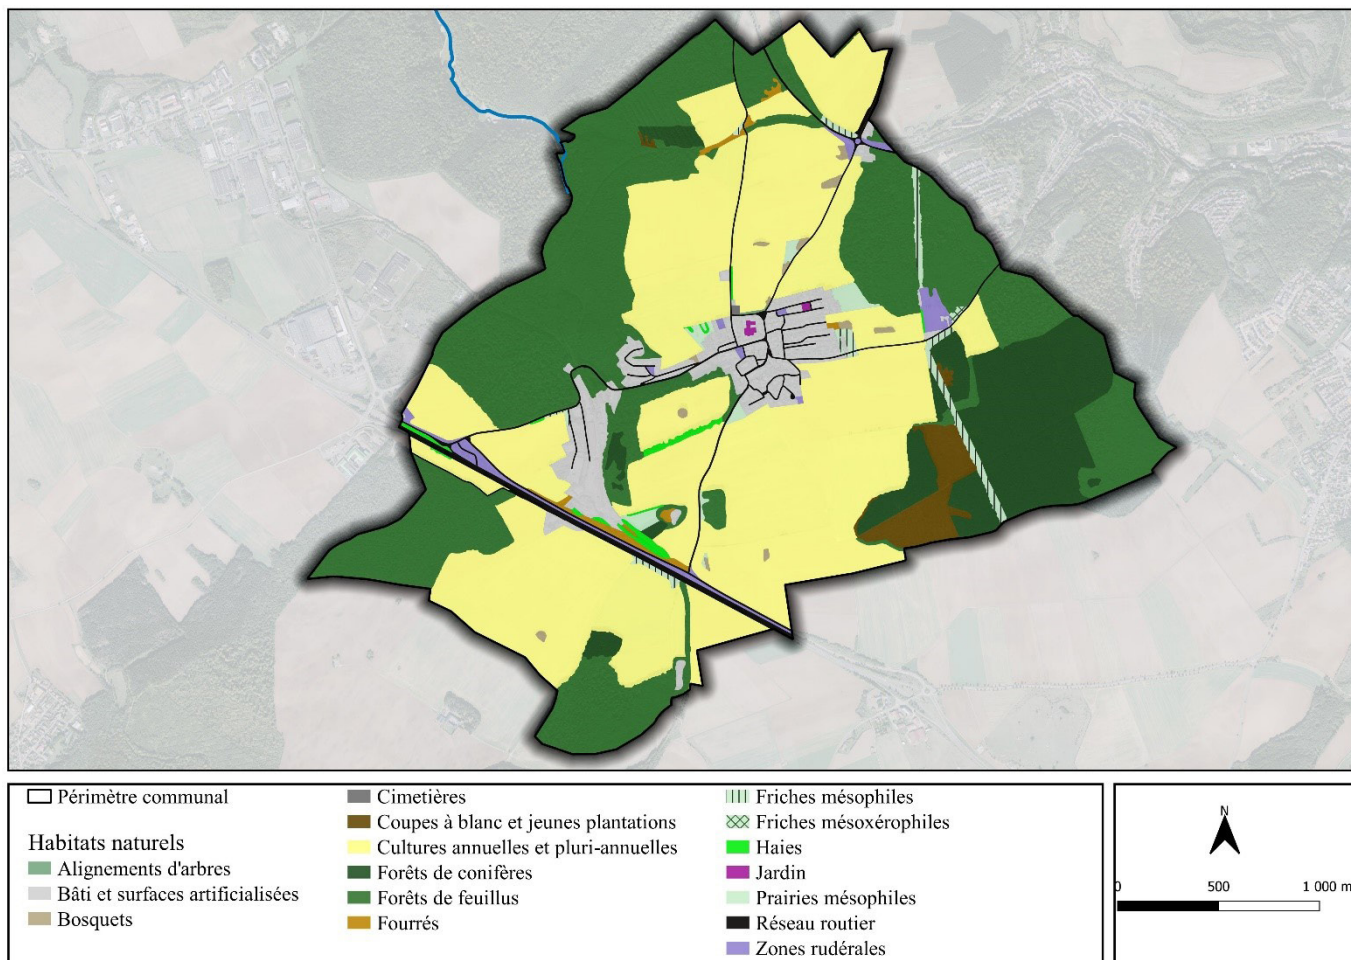 Périmètre communal
Habitats naturels
Alignements d'arbres
Bâti et surfaces artificialisées
Bosquets
Cimetières
Coupes à blanc et jeunes plantations
Cultures annuelles et pluri-annuelles
Forêts de conifères
Forêts de feuillus
Fourrés
Friches mésophiles
Friches mésoxérophiles
Haies
Jardin
Prairies mésophiles
Réseau routier
Zones rudérales
N
0 500 1 000 m